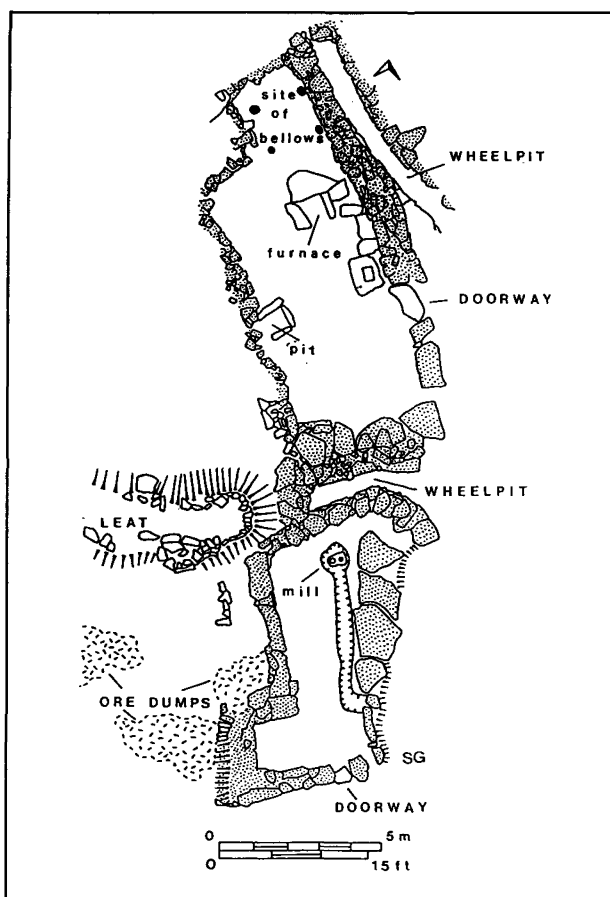 site
of
bellows
WHEELPIT
furnace
DOORWAY
pit
WHEELPIT
LEAT
mill
ORE DUMPS
SG
DOORWAY
0 5 m
0 15 ft